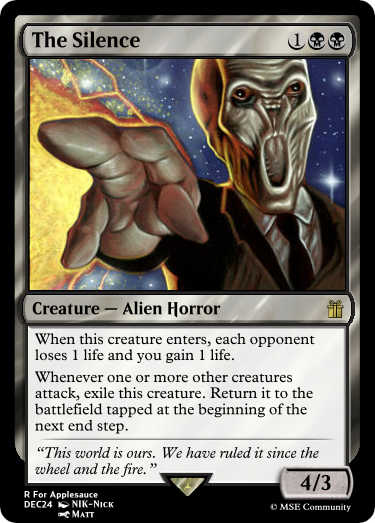 The Silence 1
Creature — Alien Horror
When this creature enters, each opponent
loses 1 life and you gain 1 life.
Whenever one or more other creatures
attack, exile this creature. Return it to the
battlefield tapped at the beginning of the
next end step.
“This world is ours. We have ruled it since the
wheel and the fire.”
4/3
R For Applesauce
DEC24 NIK-Nick
Matt
© MSE Community